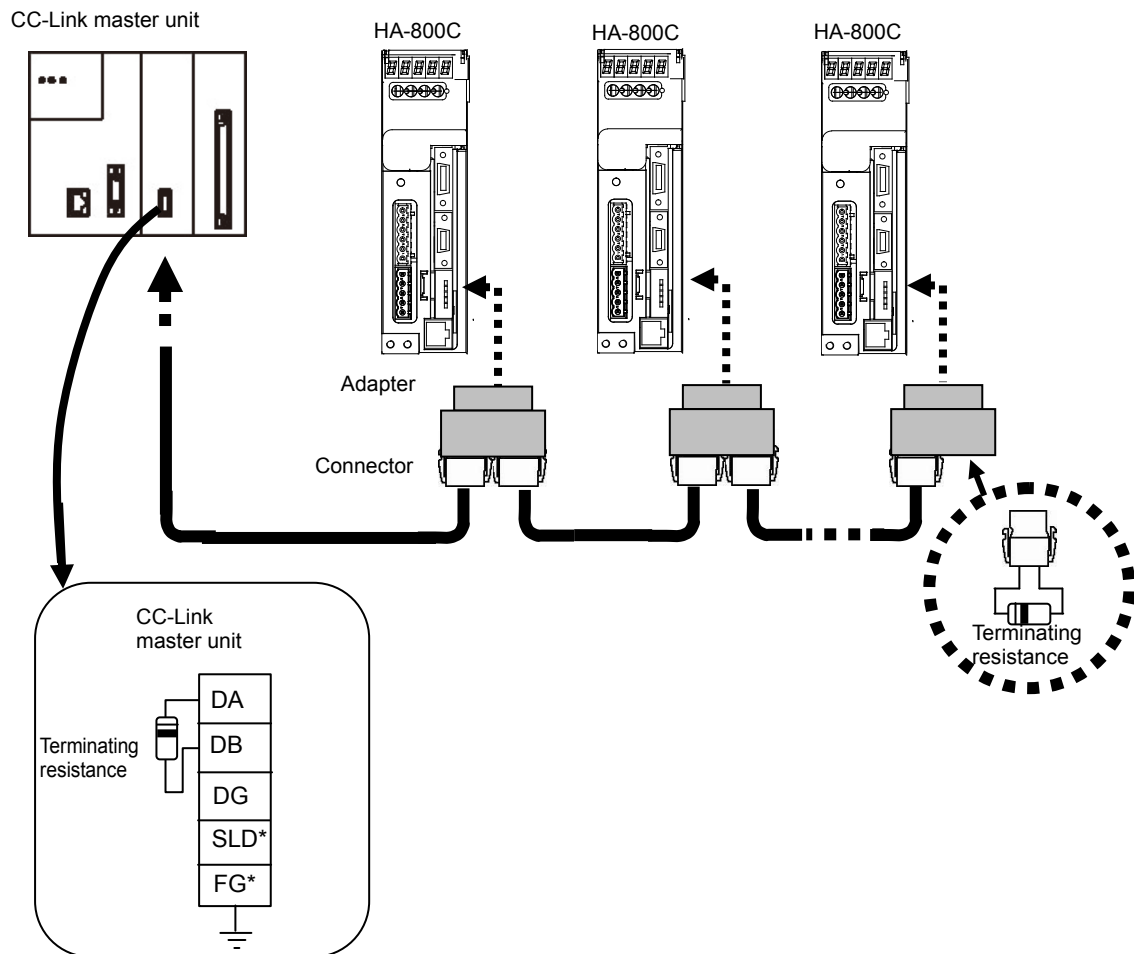 CC-Link master unit
HA-800C
HA-800C
HA-800C
Adapter
Connector
Terminating
resistance
CC-Link
master unit
Terminating
resistance
DA
DB
DG
SLD*
FG*